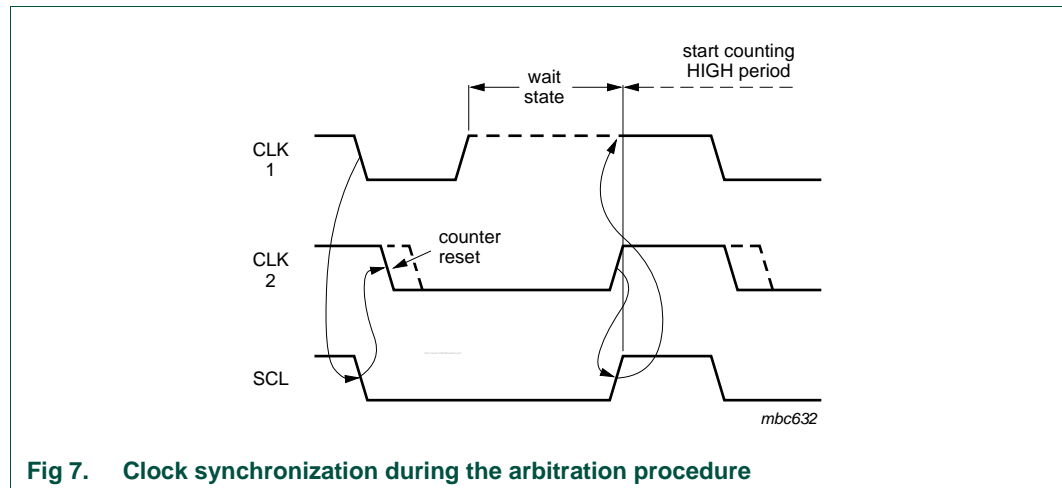 start counting
HIGH period
wait
state
CLK
1
counter
reset
CLK
2
SCL
mbc632
Fig 7. Clock synchronization during the arbitration procedure